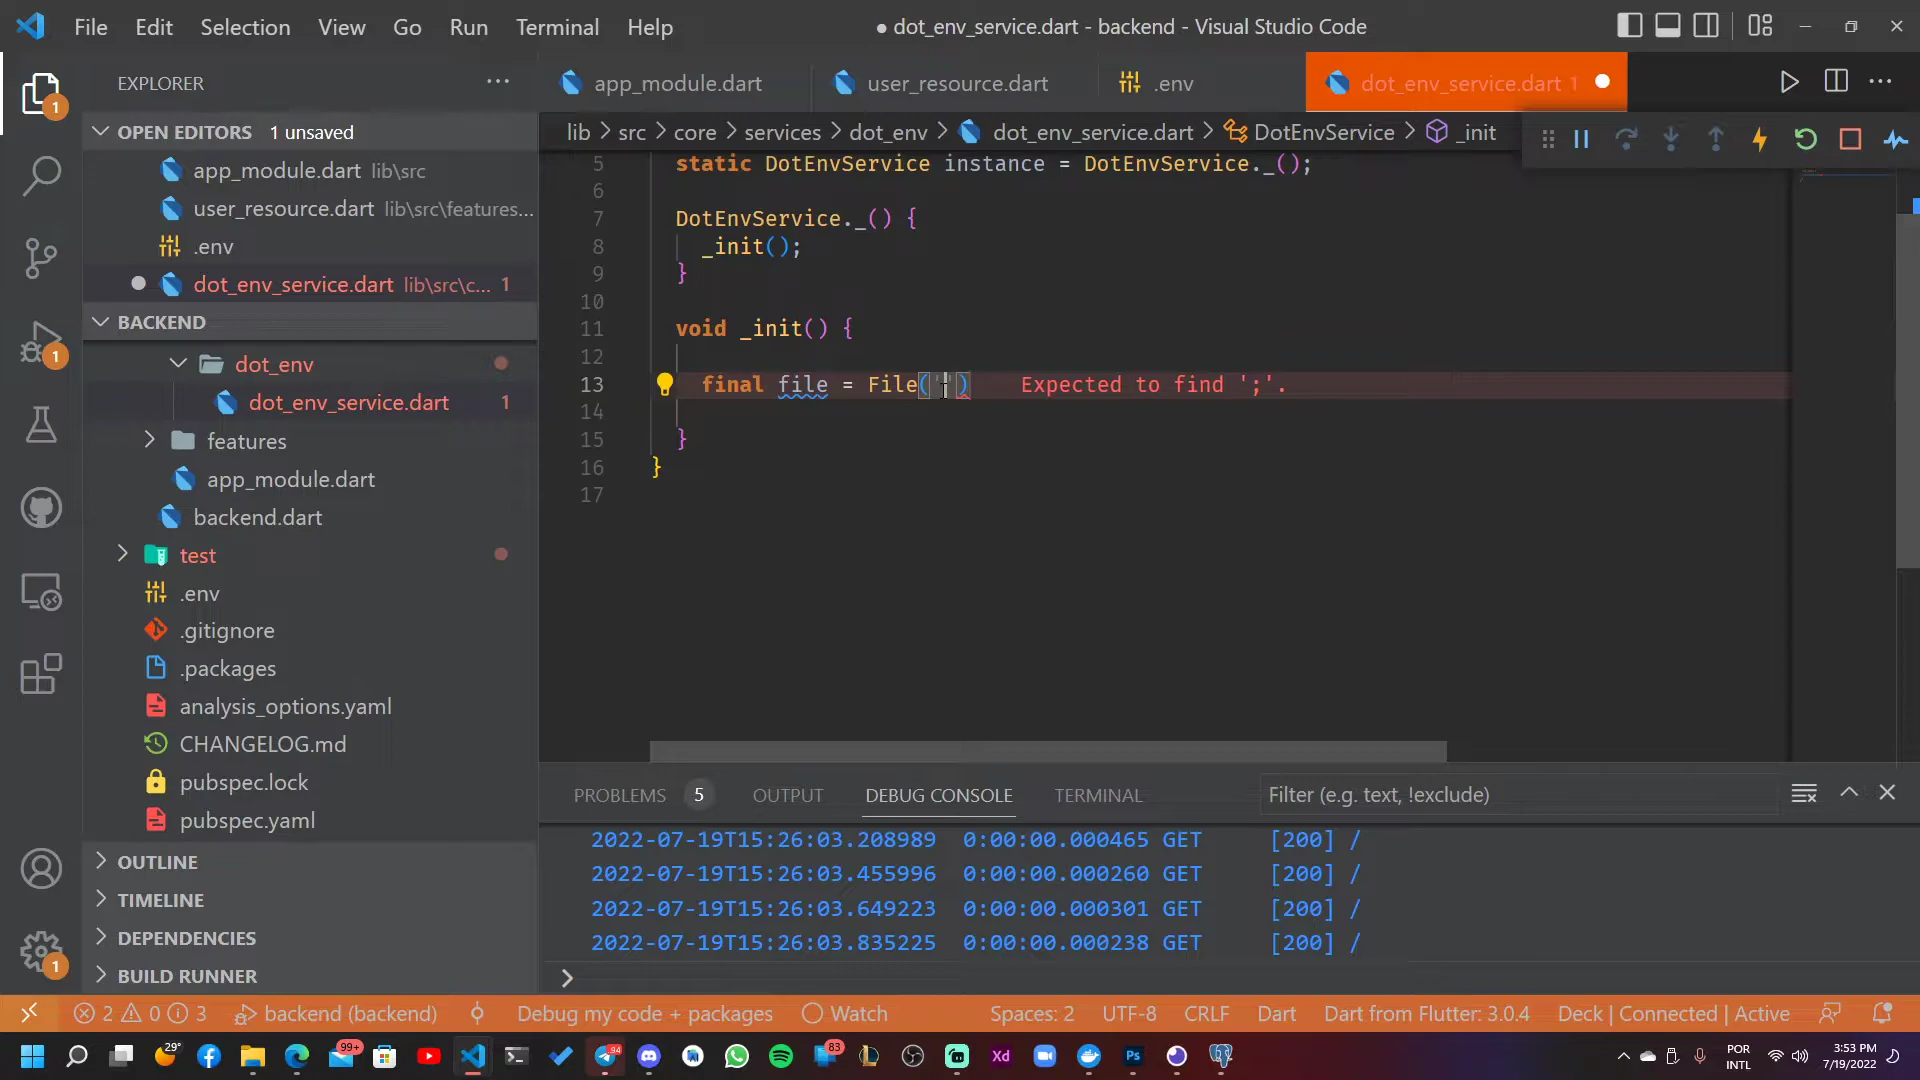 File Edit Selection View Go Run Terminal Help
● dot_env_service.dart - backend - Visual Studio Code
EXPLORER
app_module.dart
user_resource.dart
.env
dot_env_service.dart 1
lib > src > core > services > dot_env > dot_env_service.dart > DotEnvService > _init
OPEN EDITORS 1 unsaved
app_module.dart lib\src
user_resource.dart lib\src\features...
.env
dot_env_service.dart lib\src\c... 1
BACKEND
dot_env
dot_env_service.dart 1
features
app_module.dart
backend.dart
test
.env
.gitignore
.packages
analysis_options.yaml
CHANGELOG.md
pubspec.lock
pubspec.yaml
OUTLINE
TIMELINE
DEPENDENCIES
BUILD RUNNER
1
1
1
5 static DotEnvService instance = DotEnvService._();
6
7 DotEnvService._() {
8 _init();
9 }
10
11 void _init() {
12
13 final file = File('') Expected to find ';'.
14
15 }
16 }
17
PROBLEMS 5 OUTPUT DEBUG CONSOLE TERMINAL Filter (e.g. text, !exclude)
2022-07-19T15:26:03.208989 0:00:00.000465 GET [200] /
2022-07-19T15:26:03.455996 0:00:00.000260 GET [200] /
2022-07-19T15:26:03.649223 0:00:00.000301 GET [200] /
2022-07-19T15:26:03.835225 0:00:00.000238 GET [200] /
>
2 0 3 backend (backend) Debug my code + packages Watch Spaces: 2 UTF-8 CRLF Dart Dart from Flutter: 3.0.4 Deck | Connected | Active
29° 99+ 94 83 Xd Ps
POR
INTL
3:53 PM
7/19/2022